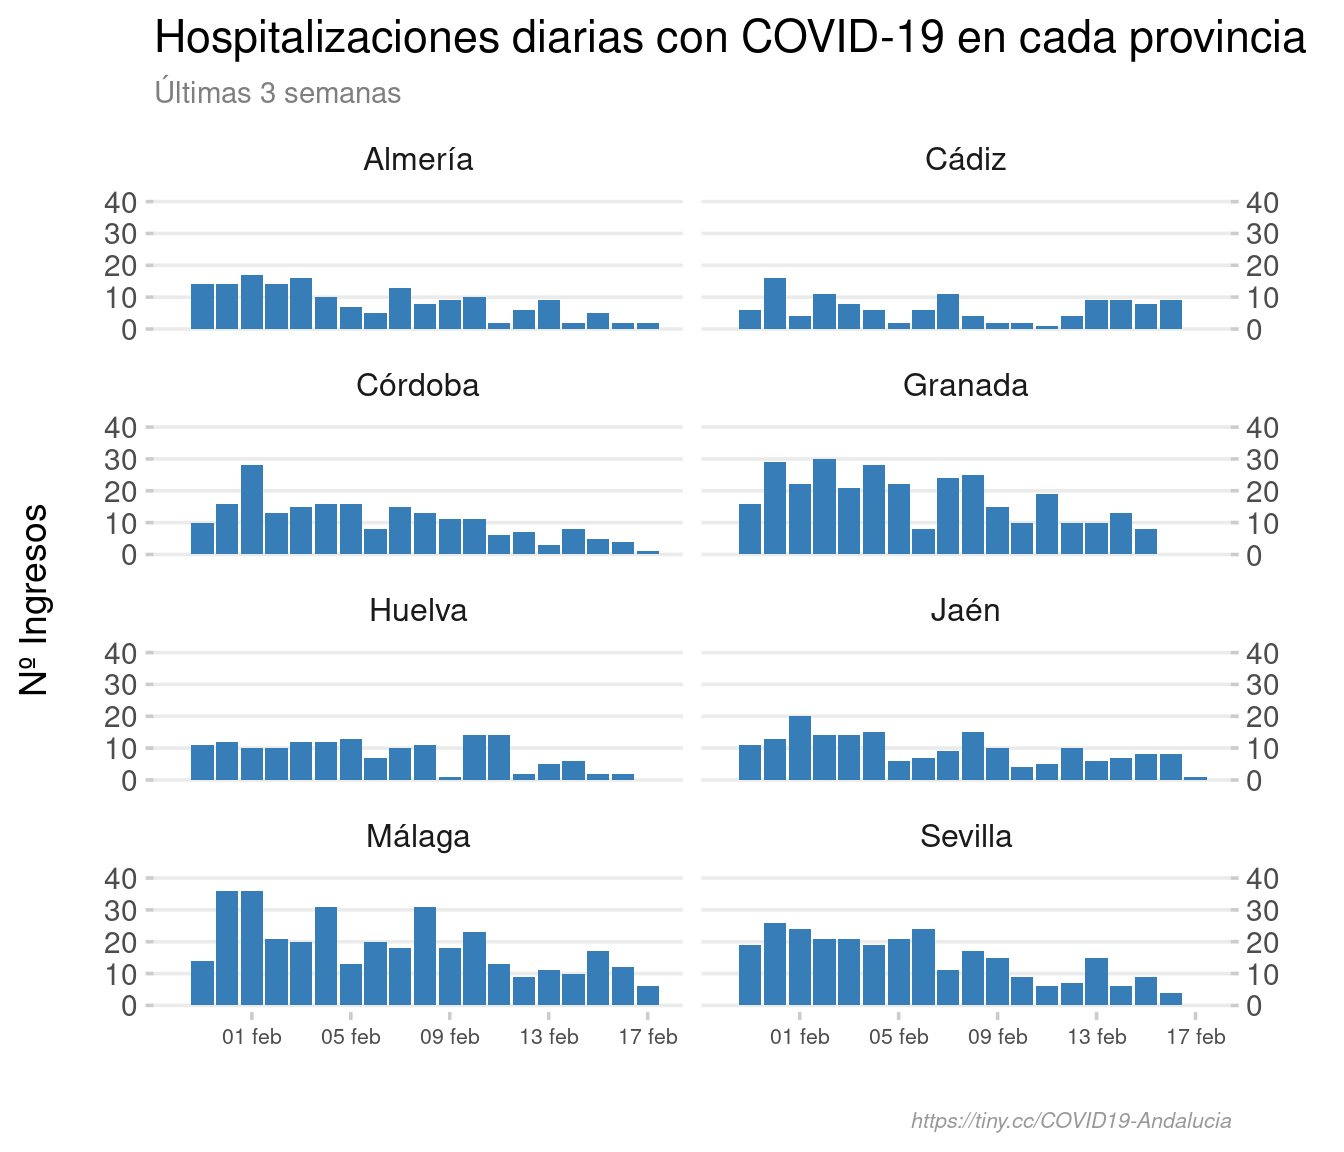 Hospitalizaciones diarias con COVID-19 en cada provincia
Últimas 3 semanas
Nº Ingresos
Almería
Cádiz
40
40
30
30
20
20
10
10
0
0
Córdoba
Granada
40
40
30
30
20
20
10
10
0
0
Huelva
Jaén
40
40
30
30
20
20
10
10
0
0
Málaga
Sevilla
40
40
30
30
20
20
10
10
0
0
01 feb 05 feb 09 feb 13 feb 17 feb
01 feb 05 feb 09 feb 13 feb 17 feb
https://tiny.cc/COVID19-Andalucia